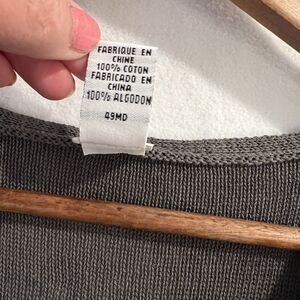 FABRIQUE EN
CHINE
100% COTON
FABRICADO EN
CHINA
100% ALGODON
49MD